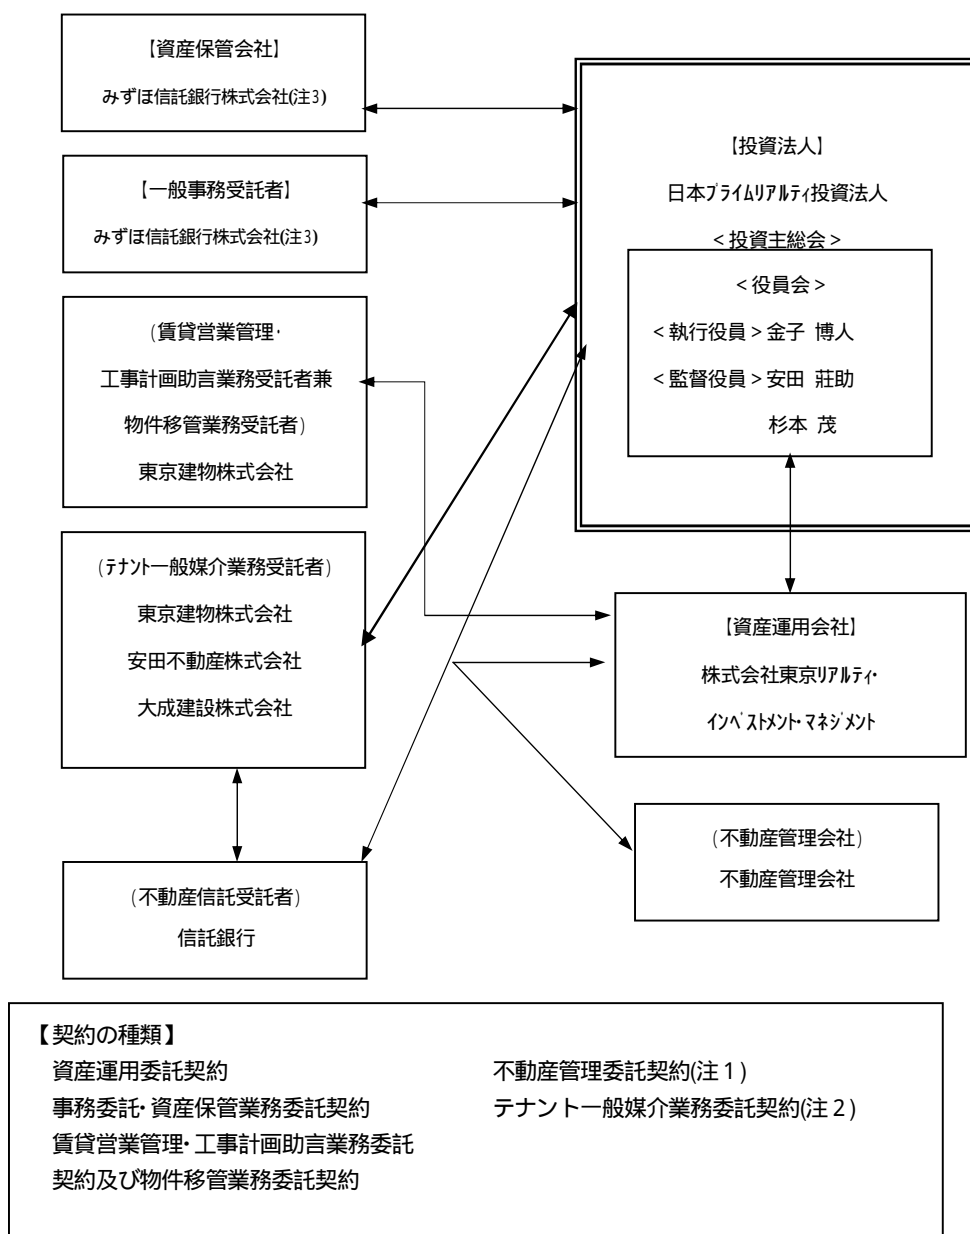 【資産保管会社】
みずほ信託銀行株式会社(注3)
【一般事務受託者】
みずほ信託銀行株式会社(注3)
(賃貸営業管理・
工事計画助言業務受託者兼
物件移管業務受託者)
東京建物株式会社
(テナント一般媒介業務受託者)
東京建物株式会社
安田不動産株式会社
大成建設株式会社
(不動産信託受託者)
信託銀行
【投資法人】
日本プライムリアルティ投資法人
<投資主総会>
<役員会>
<執行役員>金子 博人
<監督役員>安田 莊助
杉本 茂
【資産運用会社】
株式会社東京リアルティ・
インベストメント・マネジメント
(不動産管理会社)
不動産管理会社
【契約の種類】
資産運用委託契約
事務委託・資産保管業務委託契約
賃貸営業管理・工事計画助言業務委託
契約及び物件移管業務委託契約
不動産管理委託契約(注1)
テナント一般媒介業務委託契約(注2)